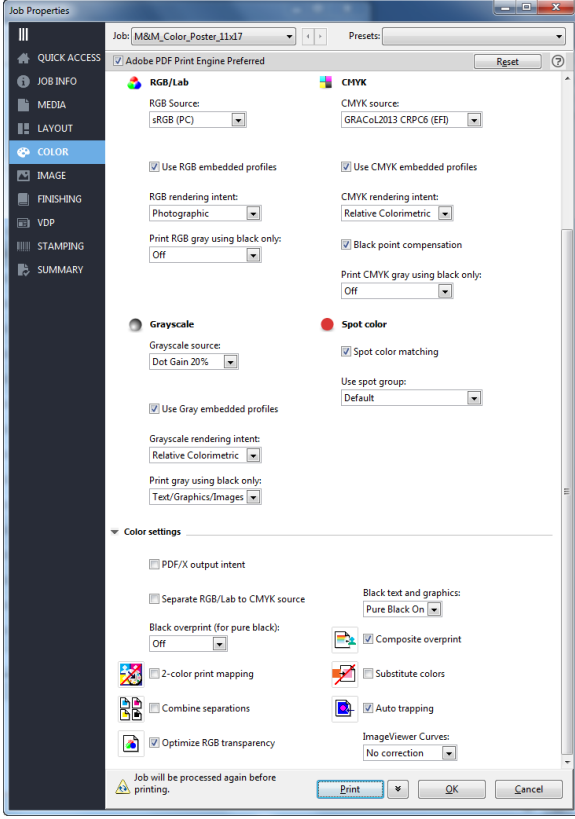 Job Properties
Job: M&M_Color_Poster_11x17 Presets:
Adobe PDF Print Engine Preferred Reset ?
QUICK ACCESS
JOB INFO
MEDIA
LAYOUT
COLOR
IMAGE
FINISHING
VDP
STAMPING
SUMMARY
RGB/Lab CMYK
RGB Source: CMYK source:
sRGB (PC) GRACoL2013 CRPC6 (EFI)
Use RGB embedded profiles Use CMYK embedded profiles
RGB rendering intent: CMYK rendering intent:
Photographic Relative Colorimetric
Print RGB gray using black only: Black point compensation
Off
Print CMYK gray using black only:
Off
Grayscale Spot color
Grayscale source: Spot color matching
Dot Gain 20%
Use spot group:
Default
Use Gray embedded profiles
Grayscale rendering intent:
Relative Colorimetric
Print gray using black only:
Text/Graphics/Images
Color settings
PDF/X output intent
Black text and graphics:
Separate RGB/Lab to CMYK source Pure Black On
Black overprint (for pure black):
Off Composite overprint
2-color print mapping Substitute colors
Combine separations Auto trapping
ImageViewer Curves:
Optimize RGB transparency No correction
Job will be processed again before
printing.
Print OK Cancel